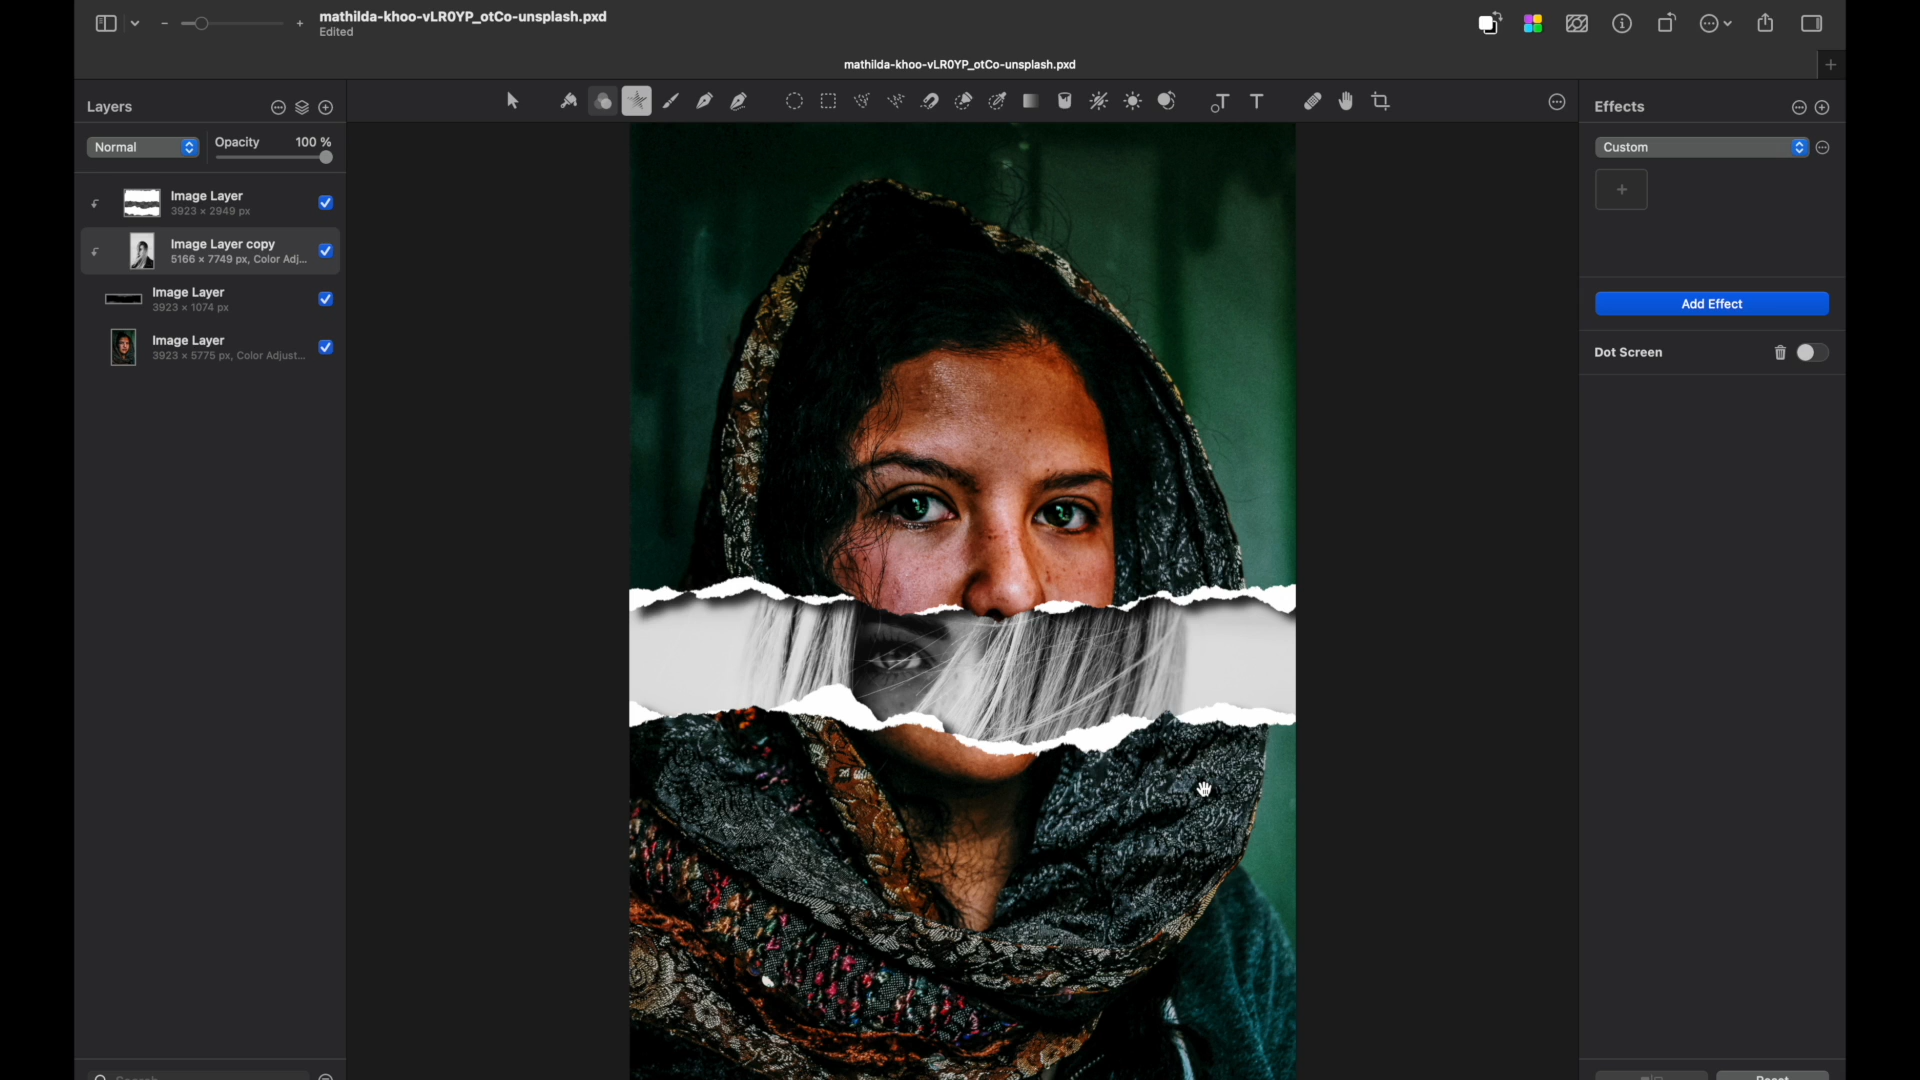 mathilda-khoo-vLR0YP_otCo-unsplash.pxd
Edited
mathilda-khoo-vLR0YP_otCo-unsplash.pxd
Layers
Normal
Opacity 100 %
Image Layer
3923 × 2949 px
Image Layer copy
5166 × 7749 px, Color Adj...
Image Layer
3923 × 1074 px
Image Layer
3923 × 5775 px, Color Adjust...
Effects
Custom
Add Effect
Dot Screen